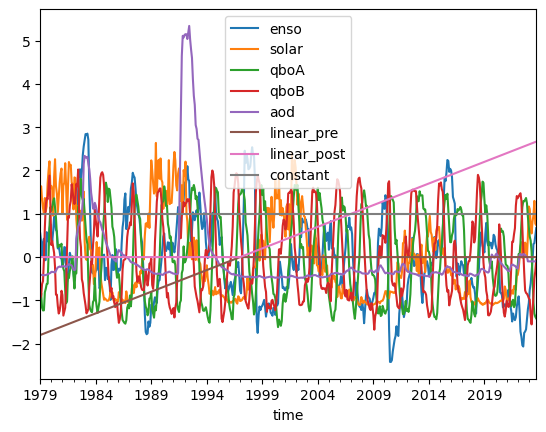 enso
solar
qboA
qboB
aod
linear_pre
linear_post
constant
5
4
3
2
1
0
−1
−2
1979 1984 1989 1994 1999 2004 2009 2014 2019
time